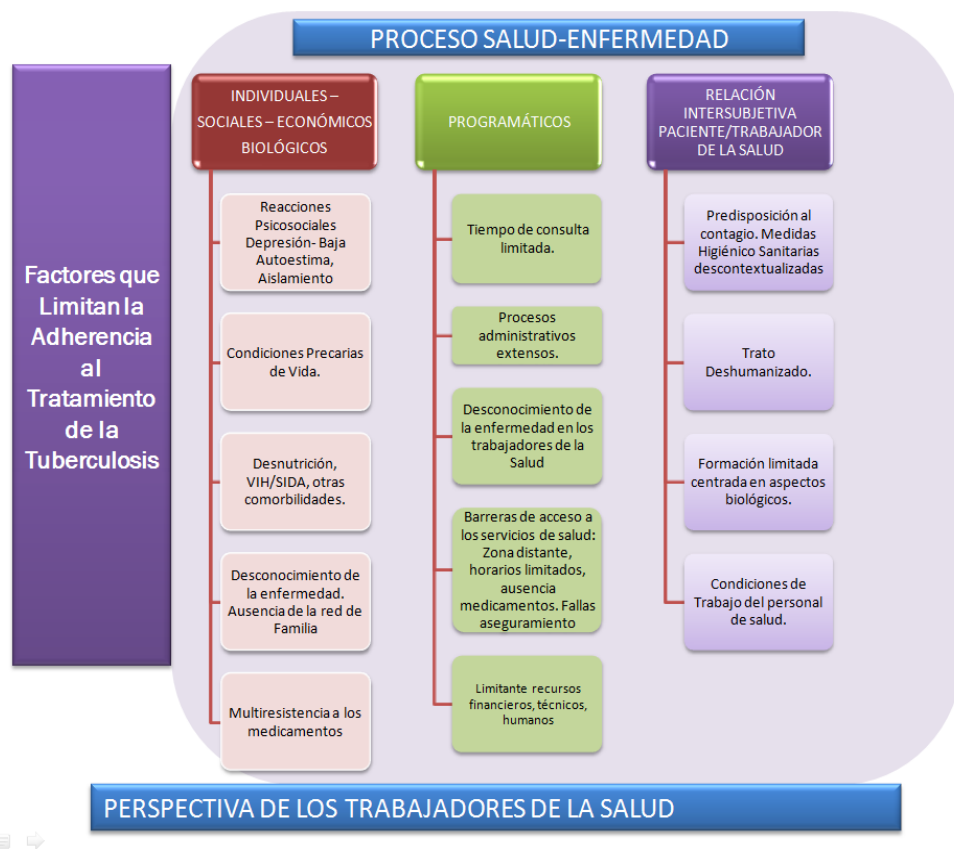 PROCESO SALUD-ENFERMEDAD
Factores que
Limitan la
Adherencia
al
Tratamiento
de la
Tuberculosis
INDIVIDUALES –
SOCIALES – ECONÓMICOS
BIOLÓGICOS
Reacciones
Psicosociales
Depresión- Baja
Autoestima,
Aislamiento
Condiciones Precarias
de Vida.
Desnutrición,
VIH/SIDA, otras
comorbilidades.
Desconocimiento de
la enfermedad.
Ausencia de la red de
Familia
Multiresistencia a los
medicamentos
PROGRAMÁTICOS
Tiempo de consulta
limitada.
Procesos
administrativos
extensos.
Desconocimiento de
la enfermedad en los
trabajadores de la
Salud
Barreras de acceso a
los servicios de salud:
Zona distante,
horarios limitados,
ausencia
medicamentos. Fallas
aseguramiento
Limitante recursos
financieros, técnicos,
humanos
RELACIÓN
INTERSUBJETIVA
PACIENTE/TRABAJADOR
DE LA SALUD
Predisposición al
contagio. Medidas
Higiénico Sanitarias
descontextualizadas
Trato
Deshumanizado.
Formación limitada
centrada en aspectos
biológicos.
Condiciones de
Trabajo del personal
de salud.
PERSPECTIVA DE LOS TRABAJADORES DE LA SALUD